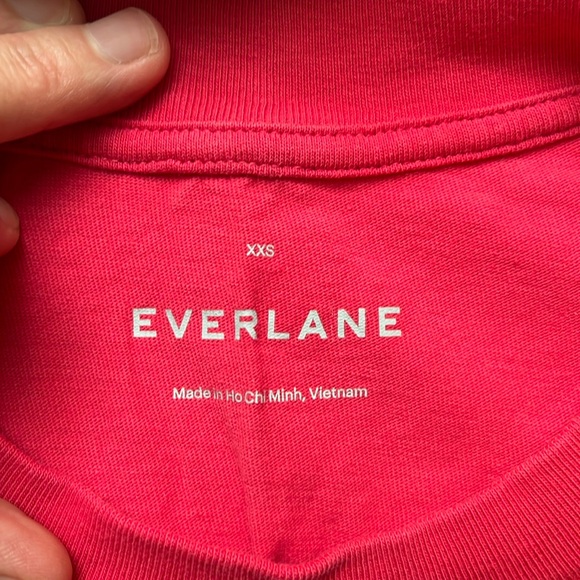 XXS
EVERLANE
Made in Ho Chi Minh, Vietnam